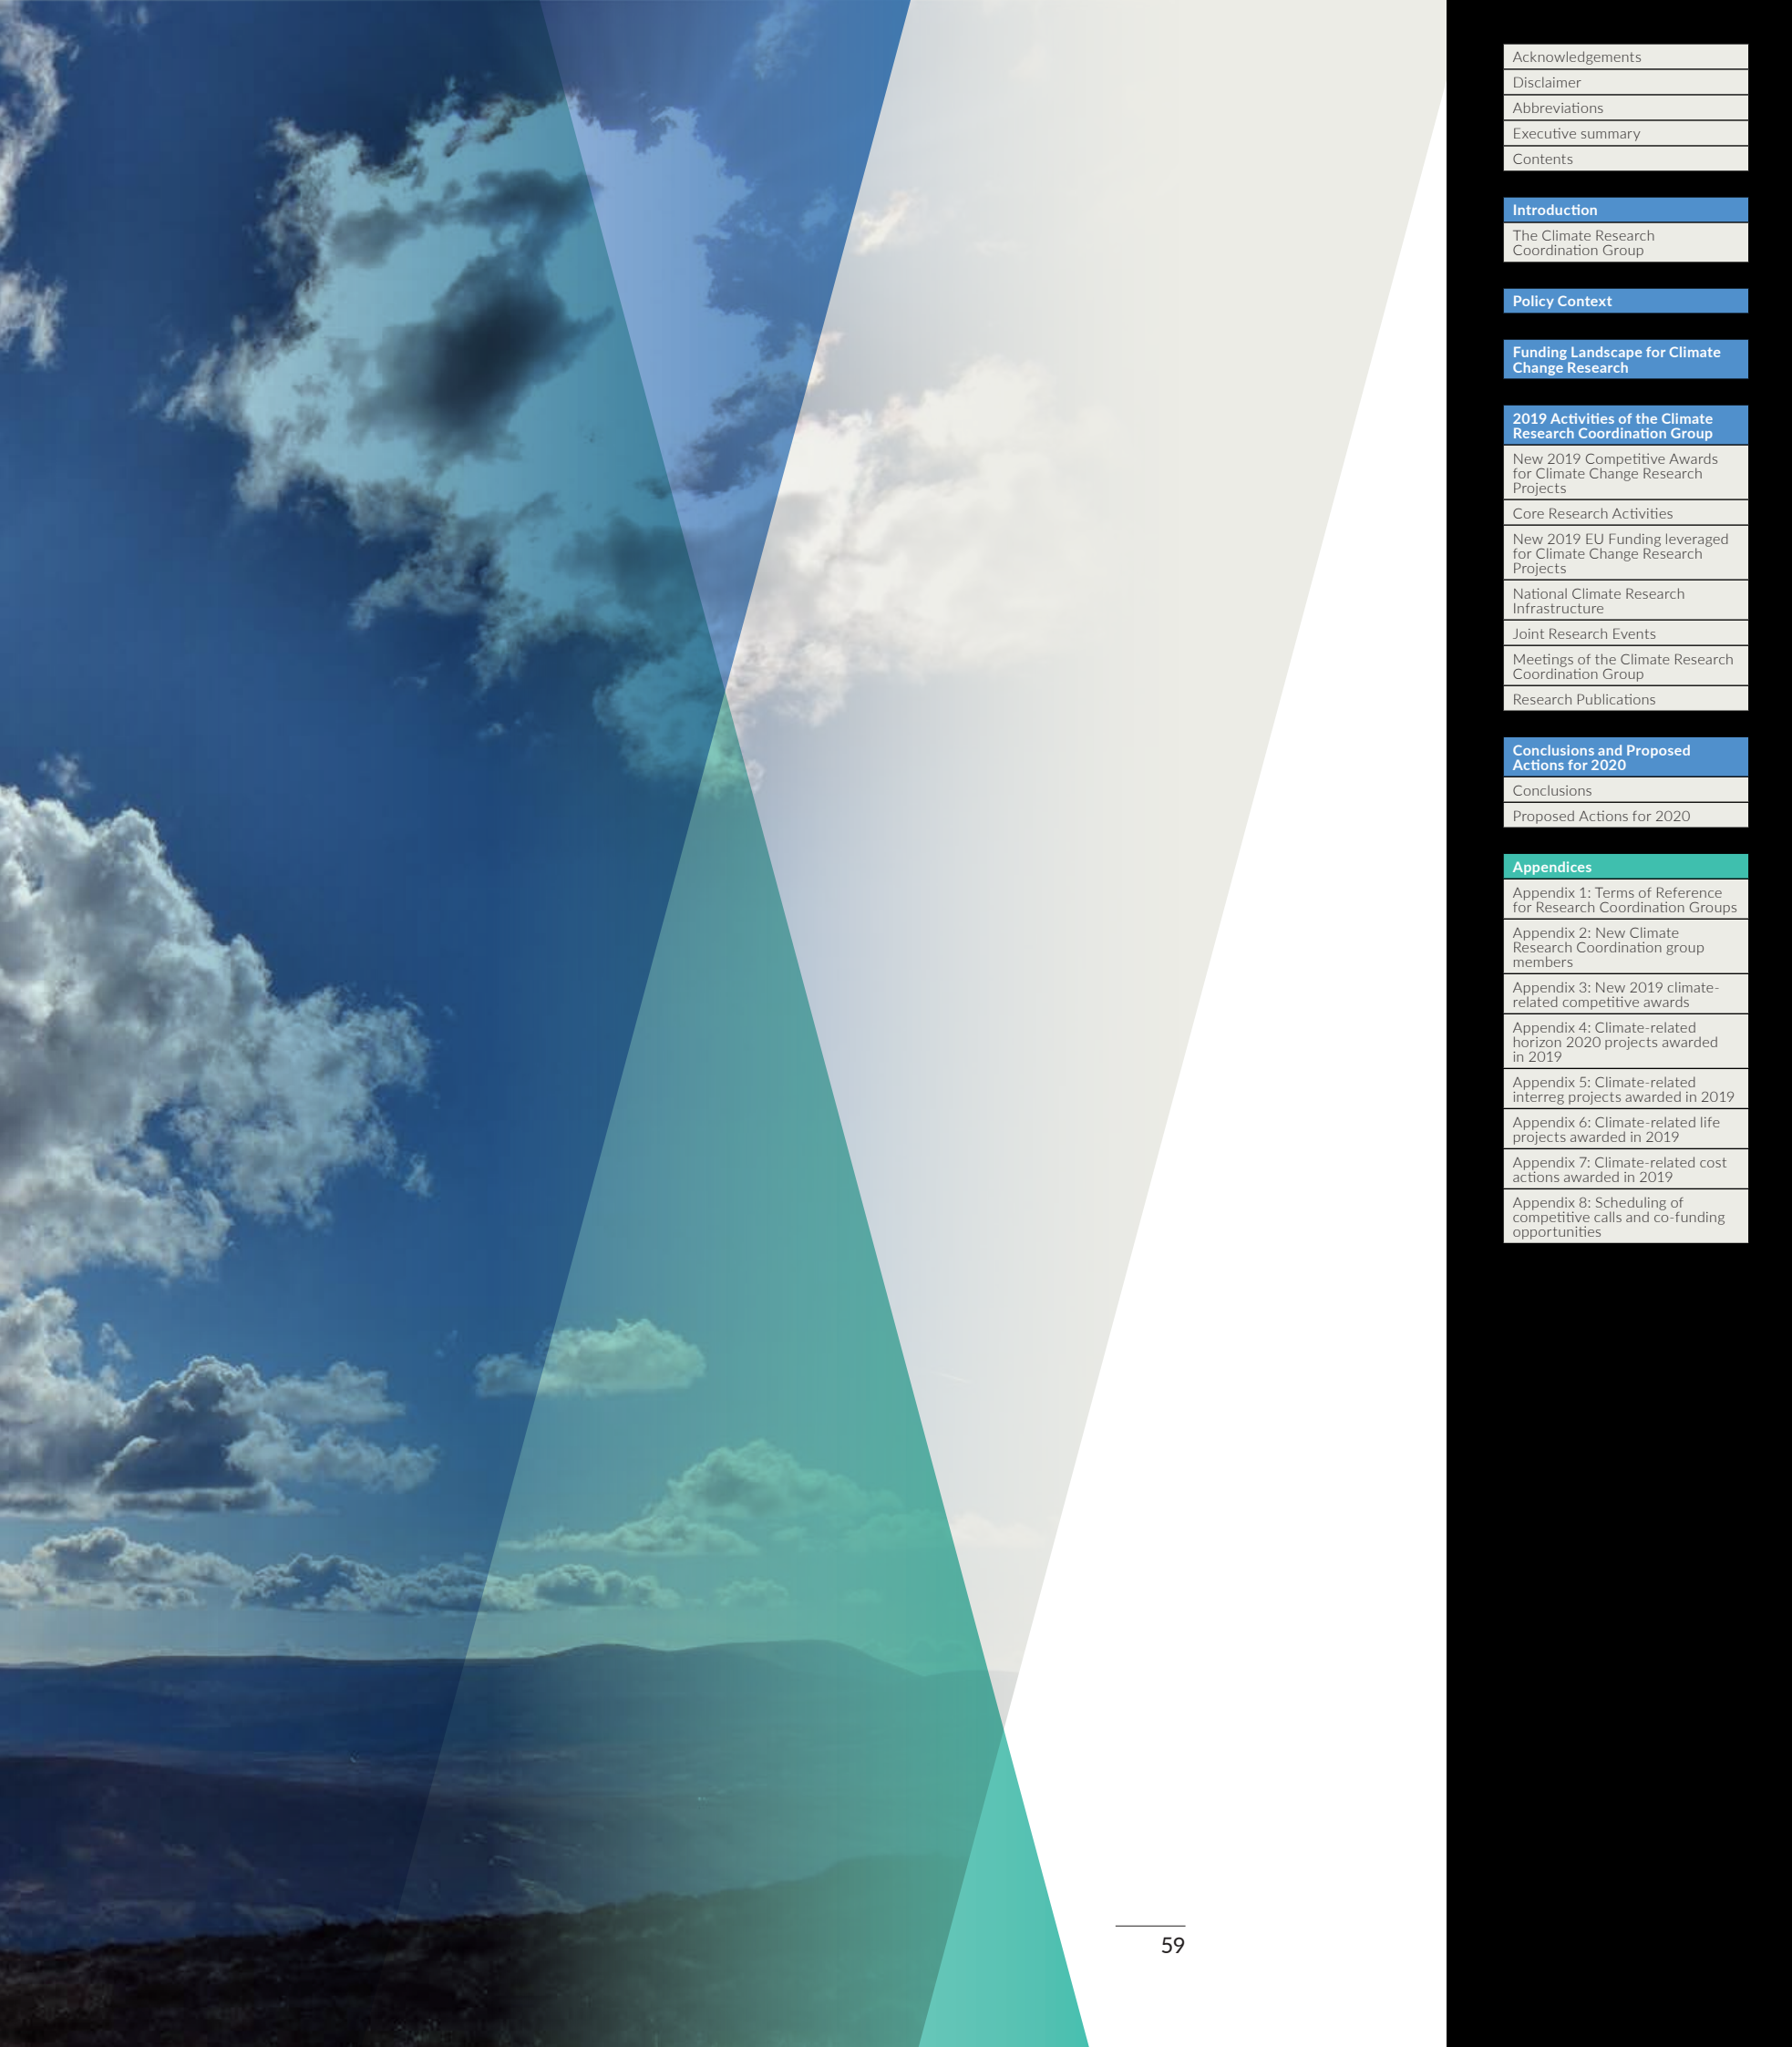 Acknowledgements
Disclaimer
Abbreviations
Executive summary
Contents
Introduction
The Climate Research
Coordination Group
Policy Context
Funding Landscape for Climate
Change Research
2019 Activities of the Climate
Research Coordination Group
New 2019 Competitive Awards
for Climate Change Research
Projects
Core Research Activities
New 2019 EU Funding leveraged
for Climate Change Research
Projects
National Climate Research
Infrastructure
Joint Research Events
Meetings of the Climate Research
Coordination Group
Research Publications
Conclusions and Proposed
Actions for 2020
Conclusions
Proposed Actions for 2020
Appendices
Appendix 1: Terms of Reference
for Research Coordination Groups
Appendix 2: New Climate
Research Coordination group
members
Appendix 3: New 2019 climate-
related competitive awards
Appendix 4: Climate-related
horizon 2020 projects awarded
in 2019
Appendix 5: Climate-related
interreg projects awarded in 2019
Appendix 6: Climate-related life
projects awarded in 2019
Appendix 7: Climate-related cost
actions awarded in 2019
Appendix 8: Scheduling of
competitive calls and co-funding
opportunities
59